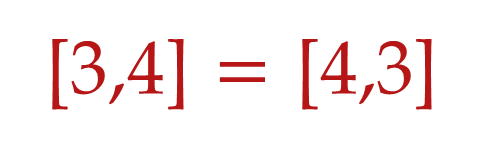 [3,4] = [4,3]